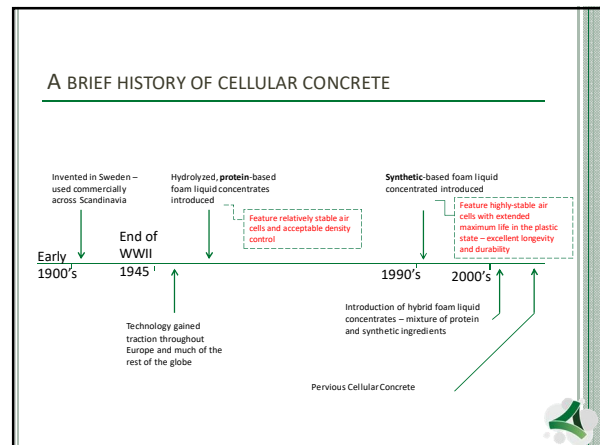 A BRIEF HISTORY OF CELLULAR CONCRETE
Invented in Sweden –
used commercially
across Scandinavia
Hydrolyzed, protein-based
foam liquid concentrates
introduced
Synthetic-based foam liquid
concentrated introduced
Feature relatively stable air
cells and acceptable density
control
Feature highly-stable air
cells with extended
maximum life in the plastic
state – excellent longevity
and durability
Early
1900's
End of
WWII
1945
1990's
2000's
Technology gained
traction throughout
Europe and much of the
rest of the globe
Introduction of hybrid foam liquid
concentrates – mixture of protein
and synthetic ingredients
Pervious Cellular Concrete